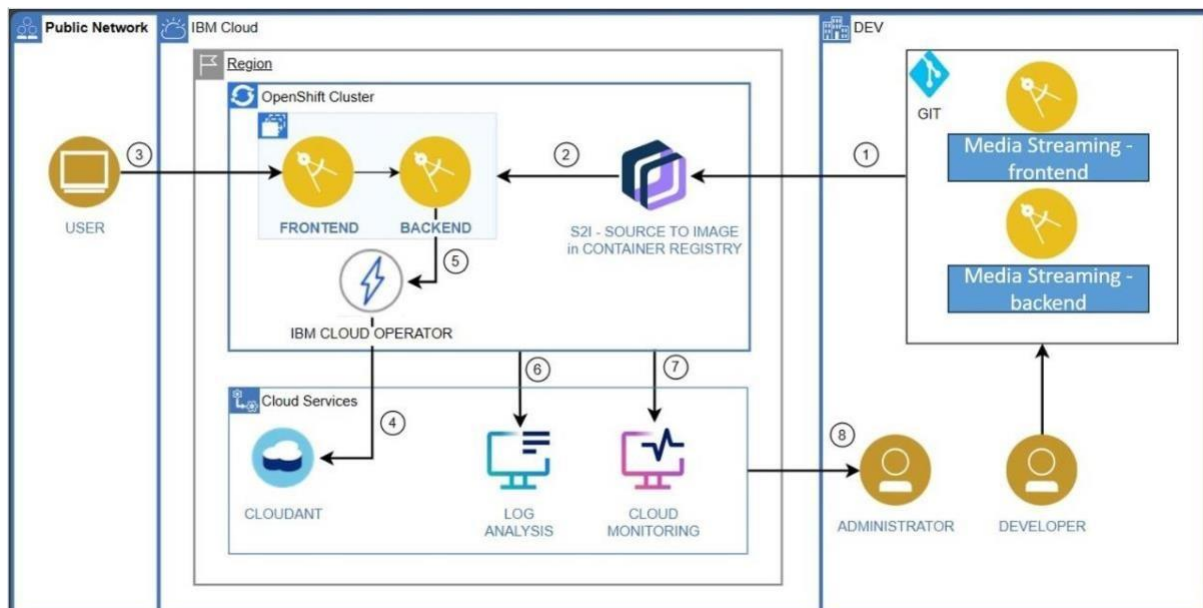 Public Network
IBM Cloud
DEV
Region
OpenShift Cluster
GIT
Media Streaming -
frontend
Media Streaming -
backend
3
2
1
USER
FRONTEND
BACKEND
S2I - SOURCE TO IMAGE
in CONTAINER REGISTRY
5
IBM CLOUD OPERATOR
6
7
Cloud Services
4
8
CLOUDANT
LOG
ANALYSIS
CLOUD
MONITORING
ADMINISTRATOR
DEVELOPER